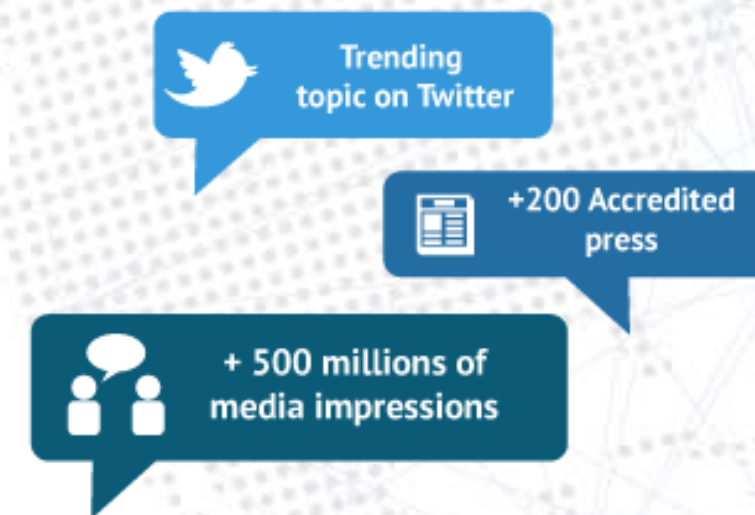 Trending
topic on Twitter
+200 Accredited
press
+ 500 millions of
media impressions